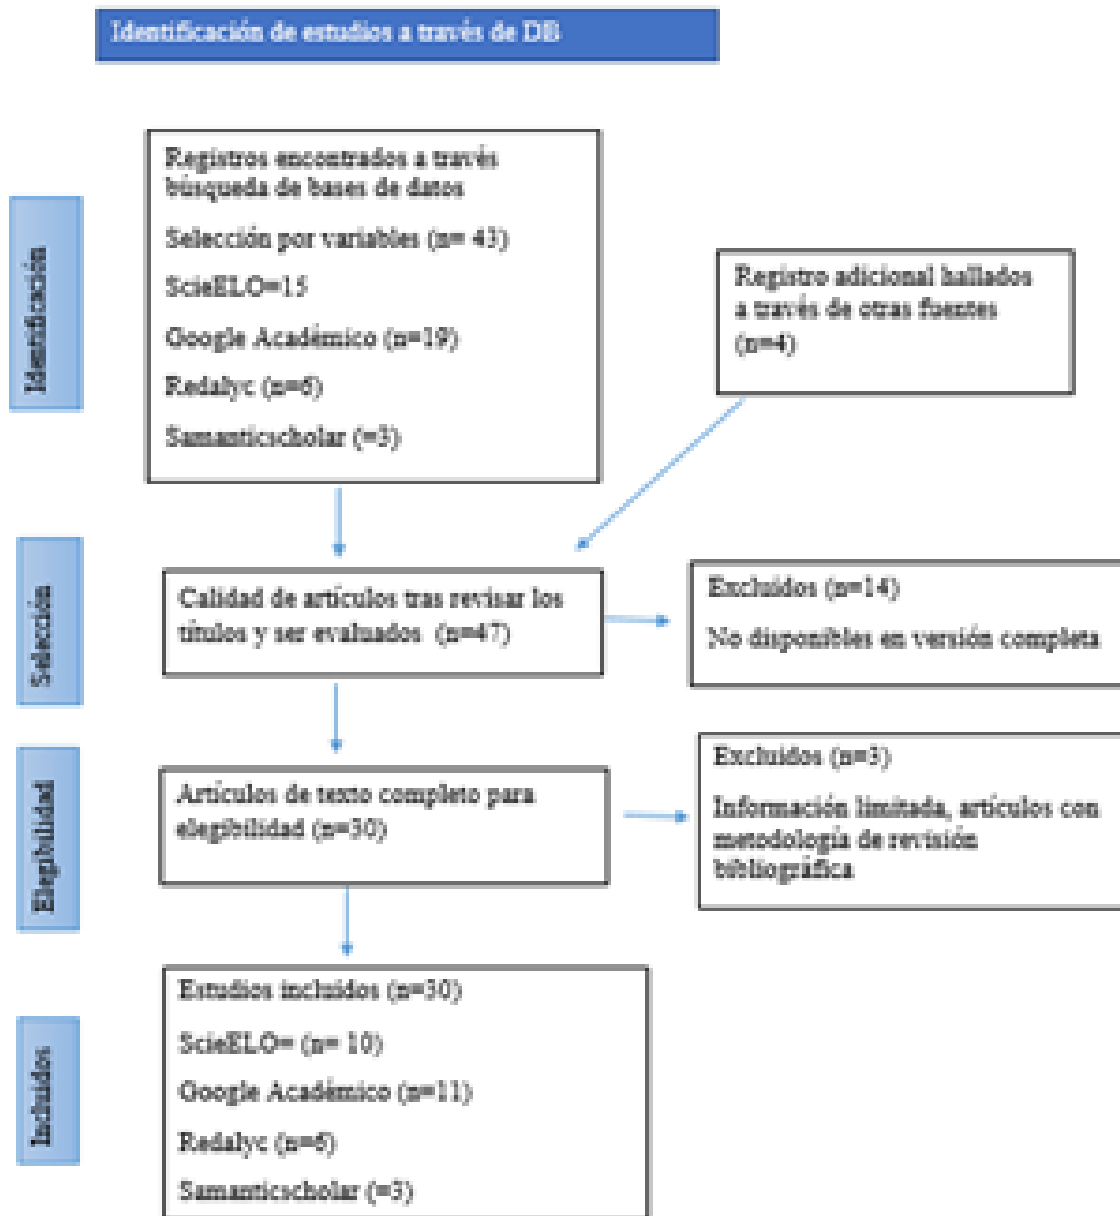 Identificación de estudios a través de DB
Identificación
Registros encontrados a través
búsqueda de bases de datos
Selección por variables (n= 43)
ScieELO=15
Google Académico (n=19)
Redalyc (n=6)
Samanticscholar (=3)
Registro adicional hallados
a través de otras fuentes
(n=4)
Selección
Calidad de artículos tras revisar los
títulos y ser evaluados (n=47)
Excluidos (n=14)
No disponibles en versión completa
Elegibilidad
Artículos de texto completo para
elegibilidad (n=30)
Excluidos (n=3)
Información limitada, artículos con
metodología de revisión
bibliográfica
Incluidos
Estudios incluidos (n=30)
ScieELO= (n= 10)
Google Académico (n=11)
Redalyc (n=6)
Samanticscholar (=3)